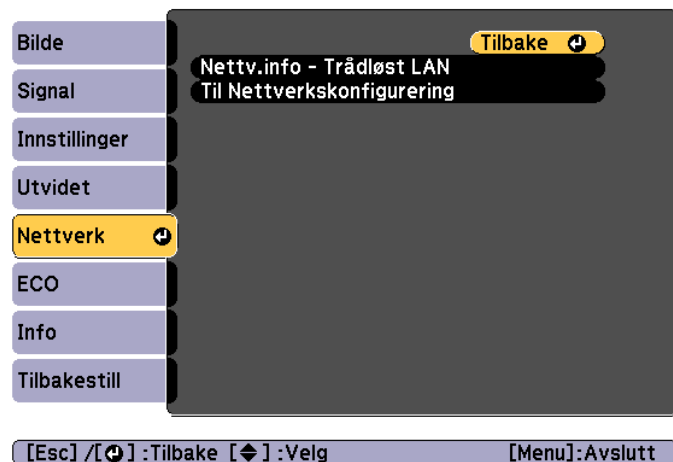 Bilde
Signal
Innstillinger
Utvidet
Nettverk
ECO
Info
Tilbakestill
Tilbake
Nettv.info - Trådløst LAN
Til Nettverkskonfigurering
[Esc] /[ ] :Tilbake [ ] :Velg [Menu]:Avslutt